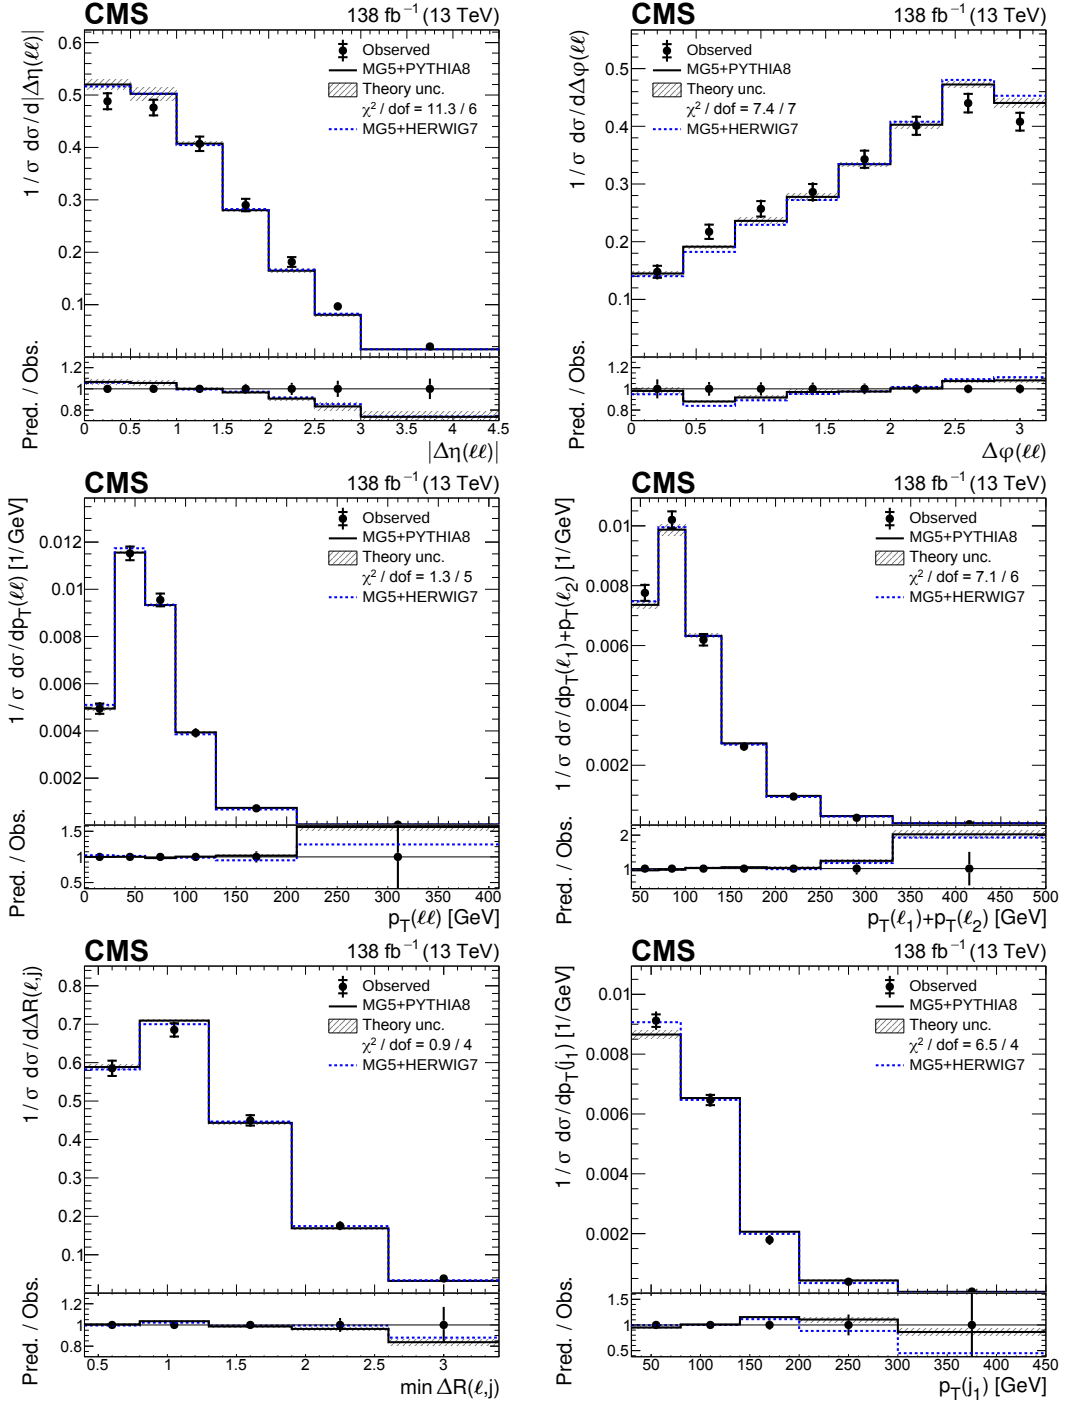 CMS 138 fb⁻¹ (13 TeV)
1 / σ dσ / d|Δη(ℓℓ)|
0.6
0.5
0.4
0.3
0.2
0.1
Observed
MG5+PYTHIA8
Theory unc.
χ² / dof = 11.3 / 6
MG5+HERWIG7
Pred. / Obs.
1.2
1
0.8
0 0.5 1 1.5 2 2.5 3 3.5 4 4.5
|Δη(ℓℓ)|
CMS 138 fb⁻¹ (13 TeV)
1 / σ dσ / dΔφ(ℓℓ)
0.5
0.4
0.3
0.2
0.1
Observed
MG5+PYTHIA8
Theory unc.
χ² / dof = 7.4 / 7
MG5+HERWIG7
Pred. / Obs.
1.2
1
0.8
0 0.5 1 1.5 2 2.5 3
Δφ(ℓℓ)
CMS 138 fb⁻¹ (13 TeV)
1 / σ dσ / dp_T(ℓℓ) [1/GeV]
0.012
0.01
0.008
0.006
0.004
0.002
Observed
MG5+PYTHIA8
Theory unc.
χ² / dof = 1.3 / 5
MG5+HERWIG7
Pred. / Obs.
1.5
1
0.5
0 50 100 150 200 250 300 350 400
p_T(ℓℓ) [GeV]
CMS 138 fb⁻¹ (13 TeV)
1 / σ dσ / dp_T(ℓ₁)+p_T(ℓ₂) [1/GeV]
0.01
0.008
0.006
0.004
0.002
Observed
MG5+PYTHIA8
Theory unc.
χ² / dof = 7.1 / 6
MG5+HERWIG7
Pred. / Obs.
2
1
50 100 150 200 250 300 350 400 450 500
p_T(ℓ₁)+p_T(ℓ₂) [GeV]
CMS 138 fb⁻¹ (13 TeV)
1 / σ dσ / dΔR(ℓ,j)
0.8
0.7
0.6
0.5
0.4
0.3
0.2
0.1
Observed
MG5+PYTHIA8
Theory unc.
χ² / dof = 0.9 / 4
MG5+HERWIG7
Pred. / Obs.
1.2
1
0.8
0.5 1 1.5 2 2.5 3
min ΔR(ℓ,j)
CMS 138 fb⁻¹ (13 TeV)
1 / σ dσ / dp_T(j₁) [1/GeV]
0.01
0.008
0.006
0.004
0.002
Observed
MG5+PYTHIA8
Theory unc.
χ² / dof = 6.5 / 4
MG5+HERWIG7
Pred. / Obs.
1.5
1
0.5
50 100 150 200 250 300 350 400 450
p_T(j₁) [GeV]